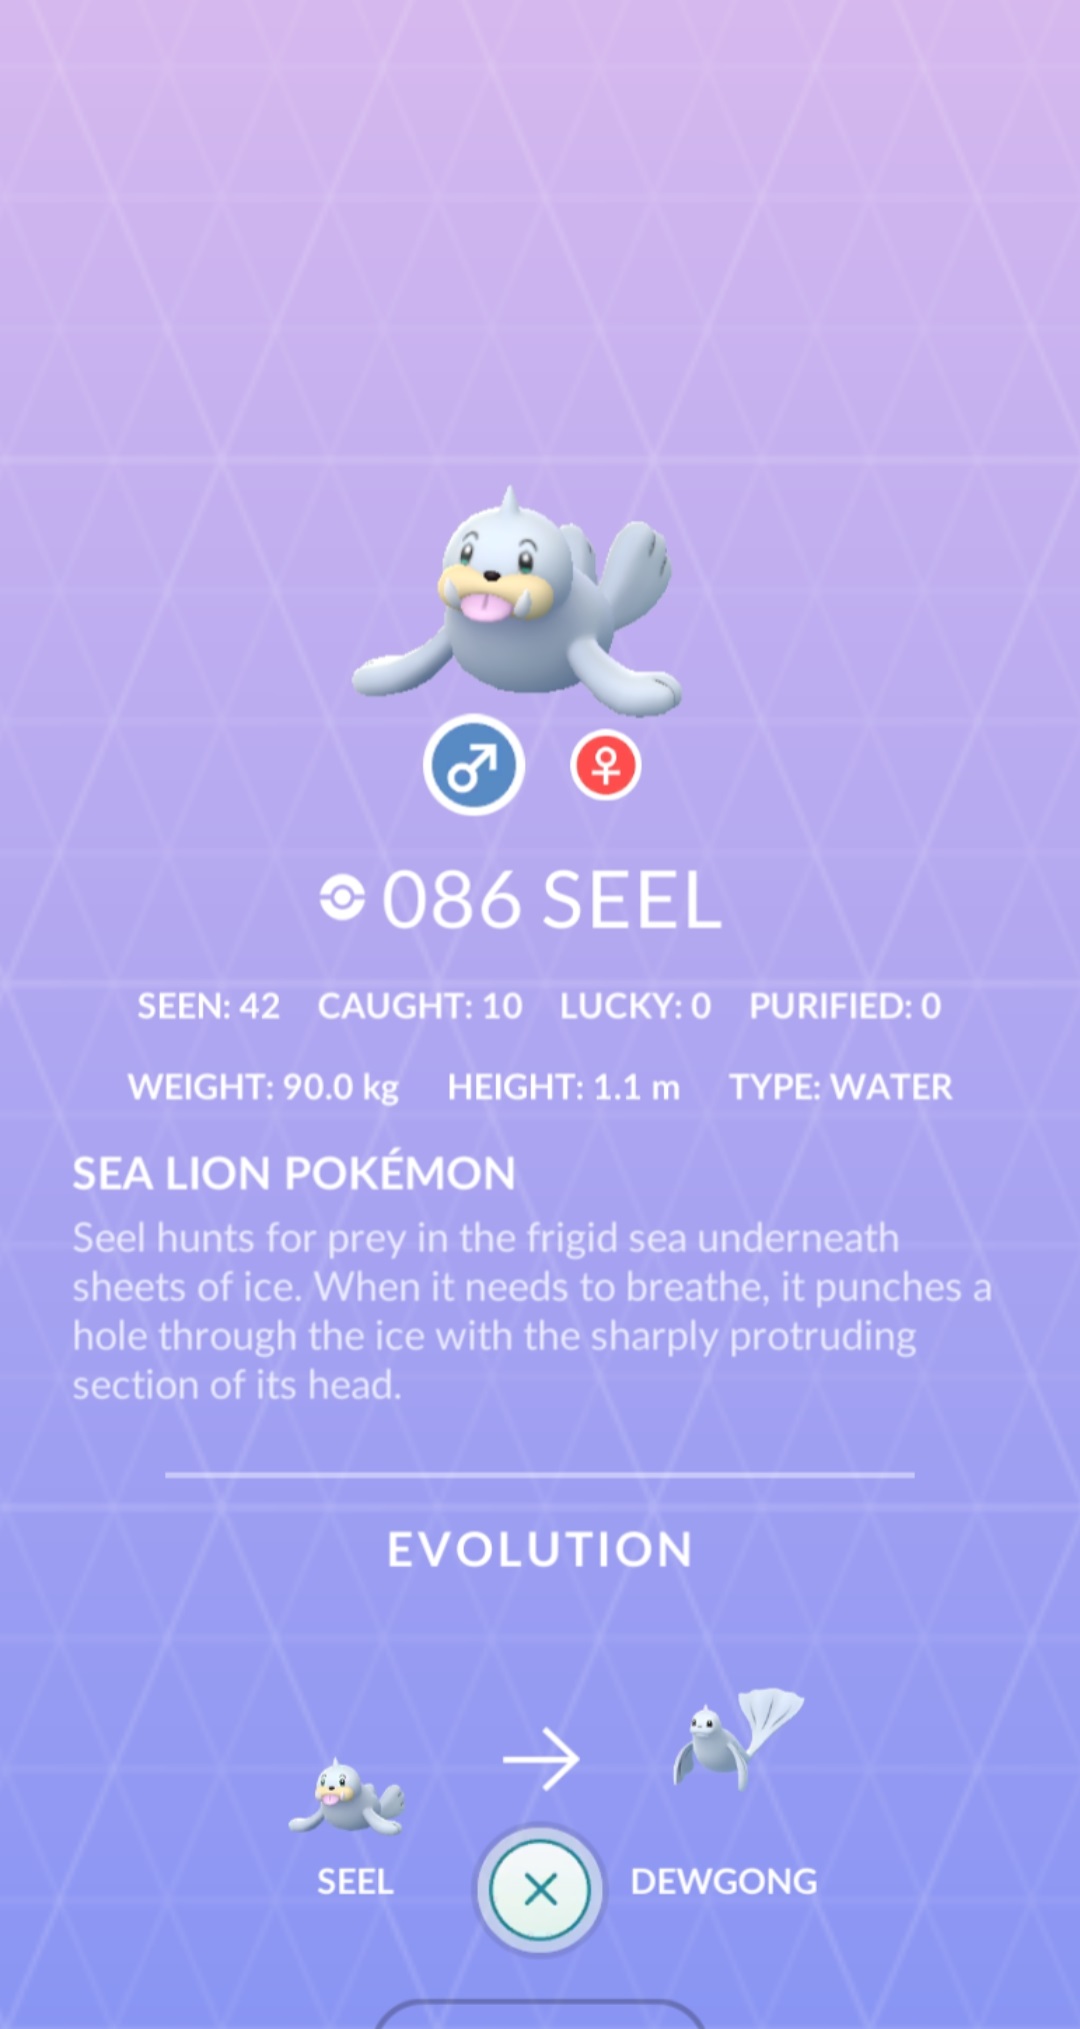 086 SEEL
SEEN: 42 CAUGHT: 10 LUCKY: 0 PURIFIED: 0
WEIGHT: 90.0 kg HEIGHT: 1.1 m TYPE: WATER
SEA LION POKÉMON
Seel hunts for prey in the frigid sea underneath
sheets of ice. When it needs to breathe, it punches a
hole through the ice with the sharply protruding
section of its head.
EVOLUTION
SEEL DEWGONG